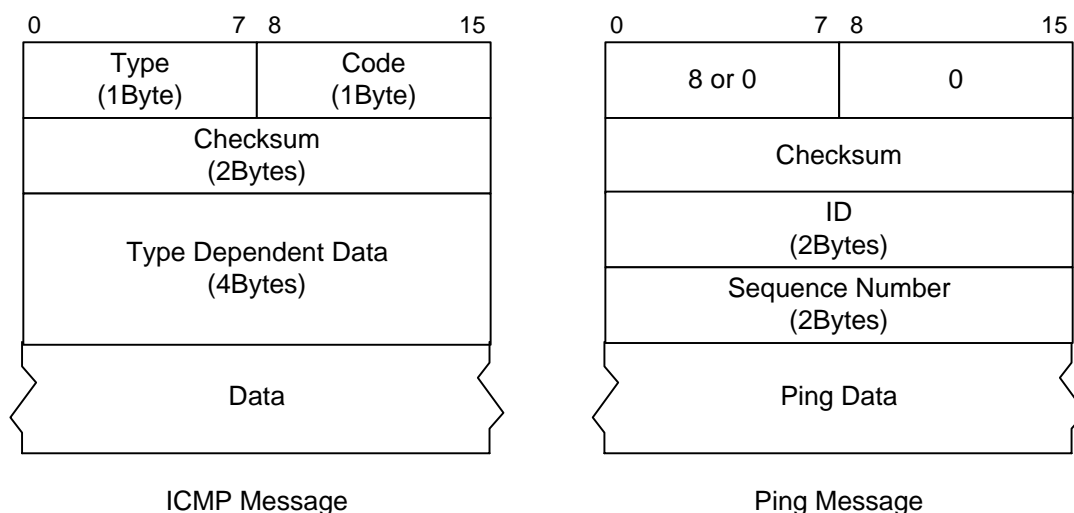 0 7 8 15
Type
(1Byte)
Code
(1Byte)
Checksum
(2Bytes)
Type Dependent Data
(4Bytes)
Data
ICMP Message
0 7 8 15
8 or 0
0
Checksum
ID
(2Bytes)
Sequence Number
(2Bytes)
Ping Data
Ping Message